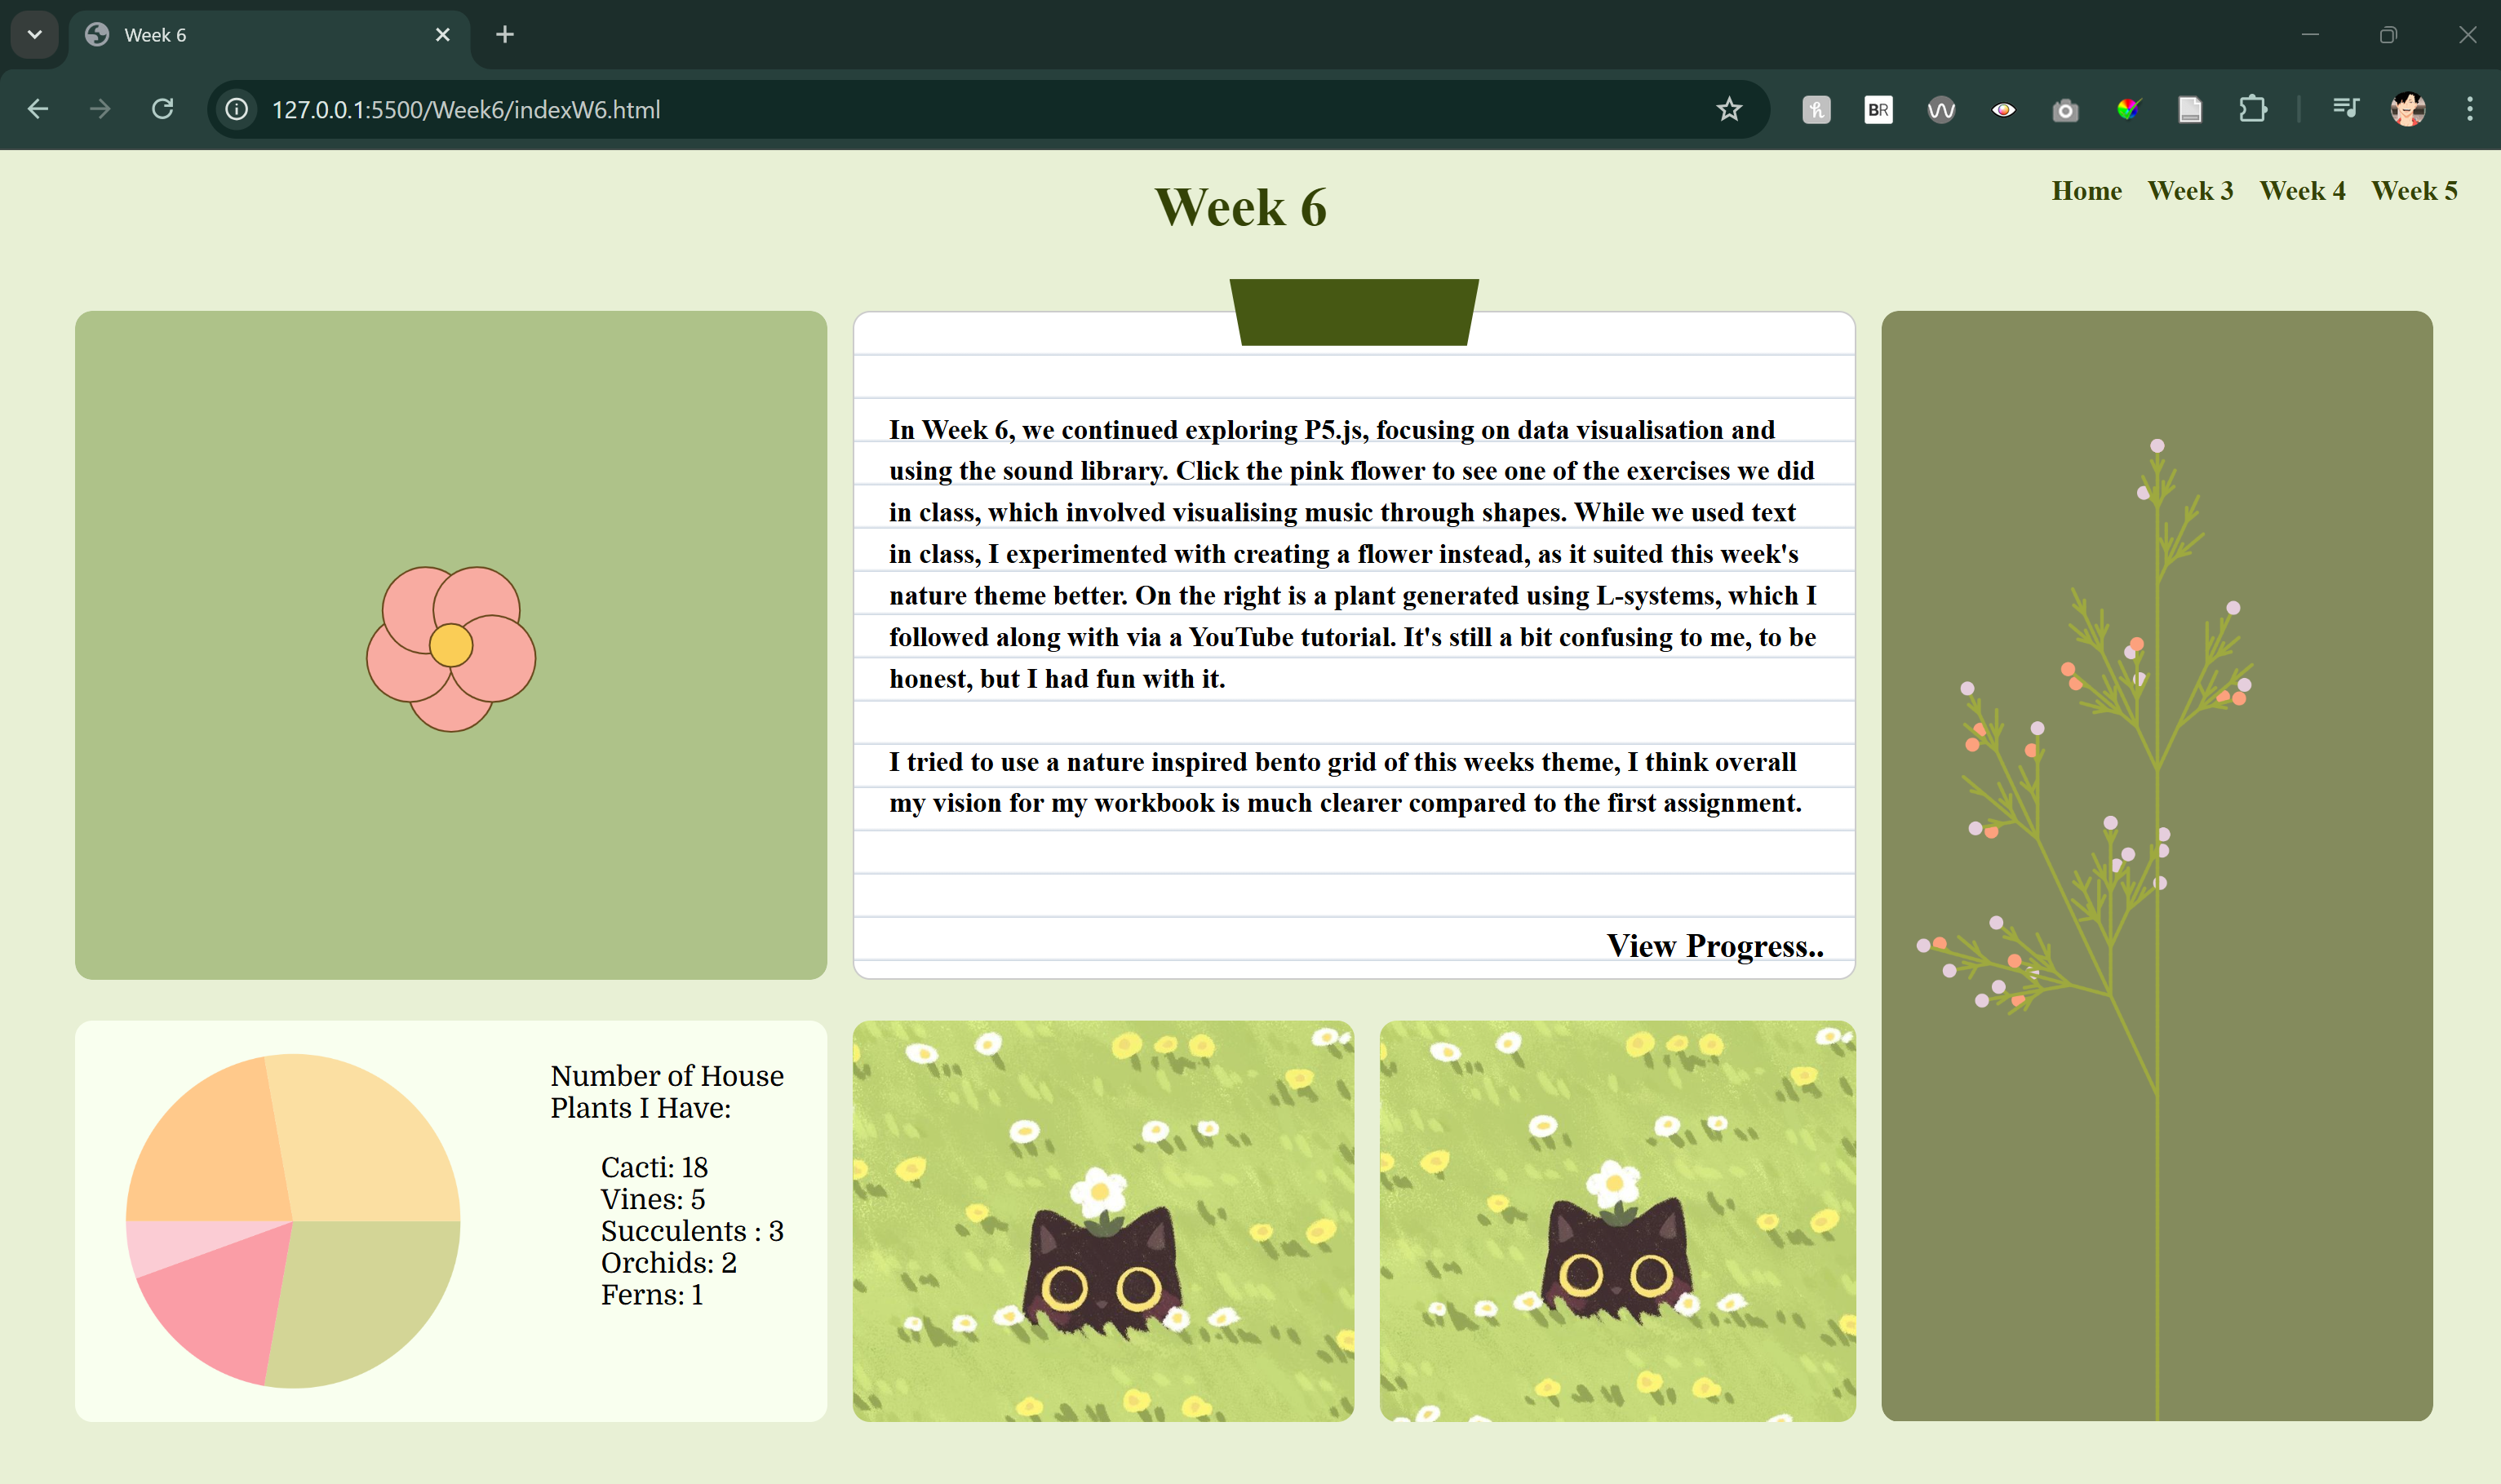 Week 6
127.0.0.1:5500/Week6/indexW6.html
BR
Week 6
Home Week 3 Week 4 Week 5
In Week 6, we continued exploring P5.js, focusing on data visualisation and
using the sound library. Click the pink flower to see one of the exercises we did
in class, which involved visualising music through shapes. While we used text
in class, I experimented with creating a flower instead, as it suited this week's
nature theme better. On the right is a plant generated using L-systems, which I
followed along with via a YouTube tutorial. It's still a bit confusing to me, to be
honest, but I had fun with it.
I tried to use a nature inspired bento grid of this weeks theme, I think overall
my vision for my workbook is much clearer compared to the first assignment.
View Progress..
Number of House
Plants I Have:
Cacti: 18
Vines: 5
Succulents : 3
Orchids: 2
Ferns: 1